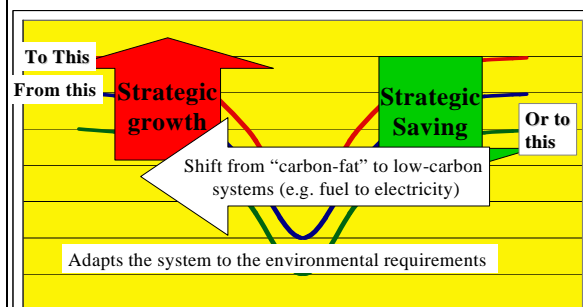 To This
From this
Strategic
growth
Strategic
Saving
Or to
this
Shift from “carbon-fat” to low-carbon
systems (e.g. fuel to electricity)
Adapts the system to the environmental requirements